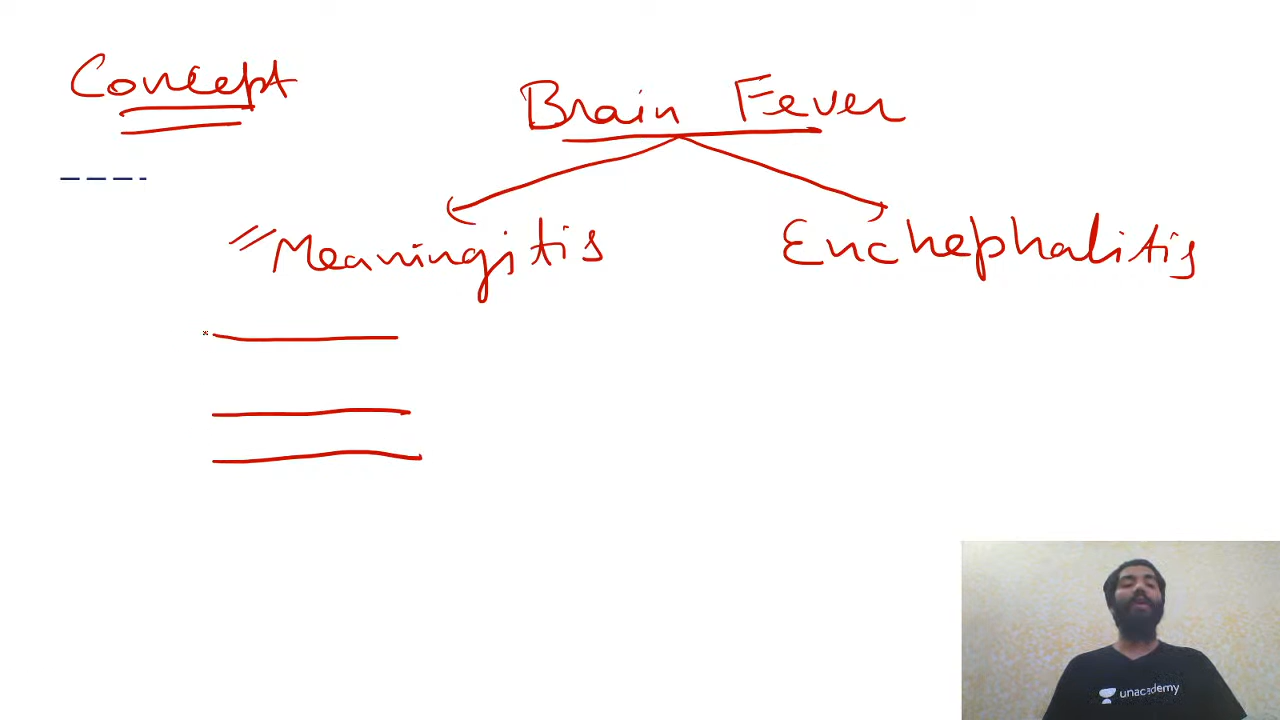 Concept
Brain Fever
Meaningitis
Enchephalitis
unacademy